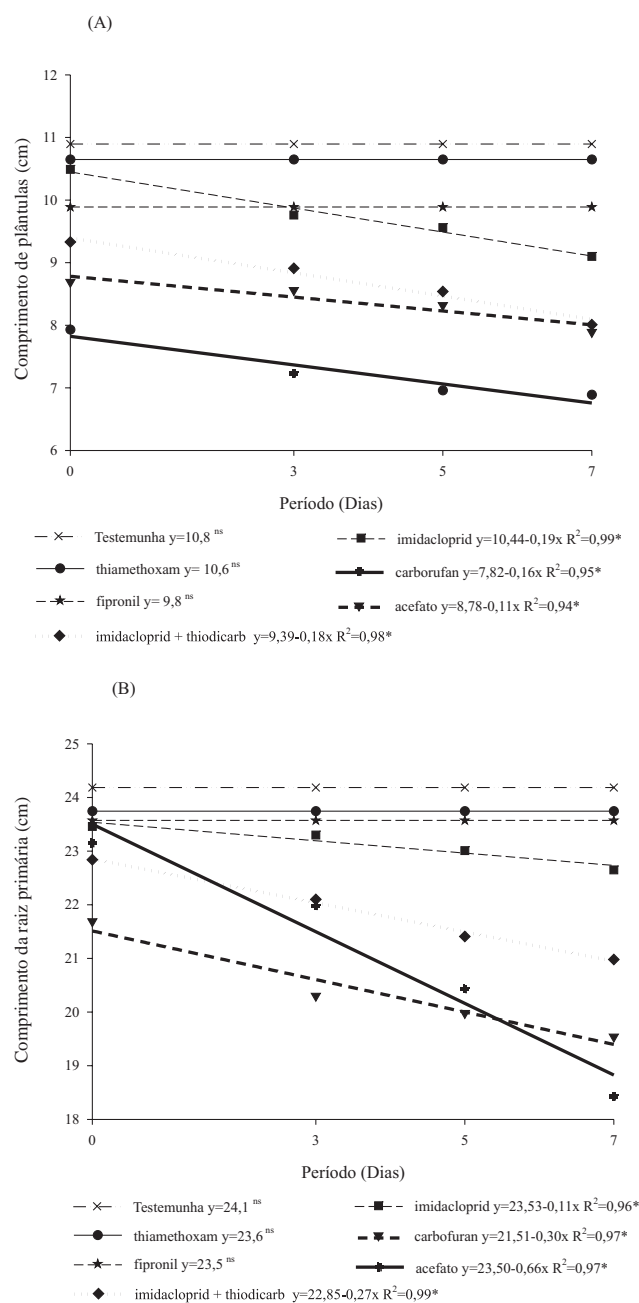 (A)
Comprimento de plântulas (cm)
12
11
10
9
8
7
6
0 3 5 7
Período (Dias)
Testemunha y=10,8 ns
thiamethoxam y= 10,6 ns
fipronil y= 9,8 ns
imidacloprid + thiodicarb y=9,39-0,18x R²=0,98*
imidacloprid y=10,44-0,19x R²=0,99*
carborufan y=7,82-0,16x R²=0,95*
acefato y=8,78-0,11x R²=0,94*
(B)
Comprimento da raiz primária (cm)
25
24
23
22
21
20
19
18
0 3 5 7
Período (Dias)
Testemunha y=24,1 ns
thiamethoxam y=23,6 ns
fipronil y=23,5 ns
imidacloprid + thiodicarb y=22,85-0,27x R²=0,99*
imidacloprid y=23,53-0,11x R²=0,96*
carbofuran y=21,51-0,30x R²=0,97*
acefato y=23,50-0,66x R²=0,97*